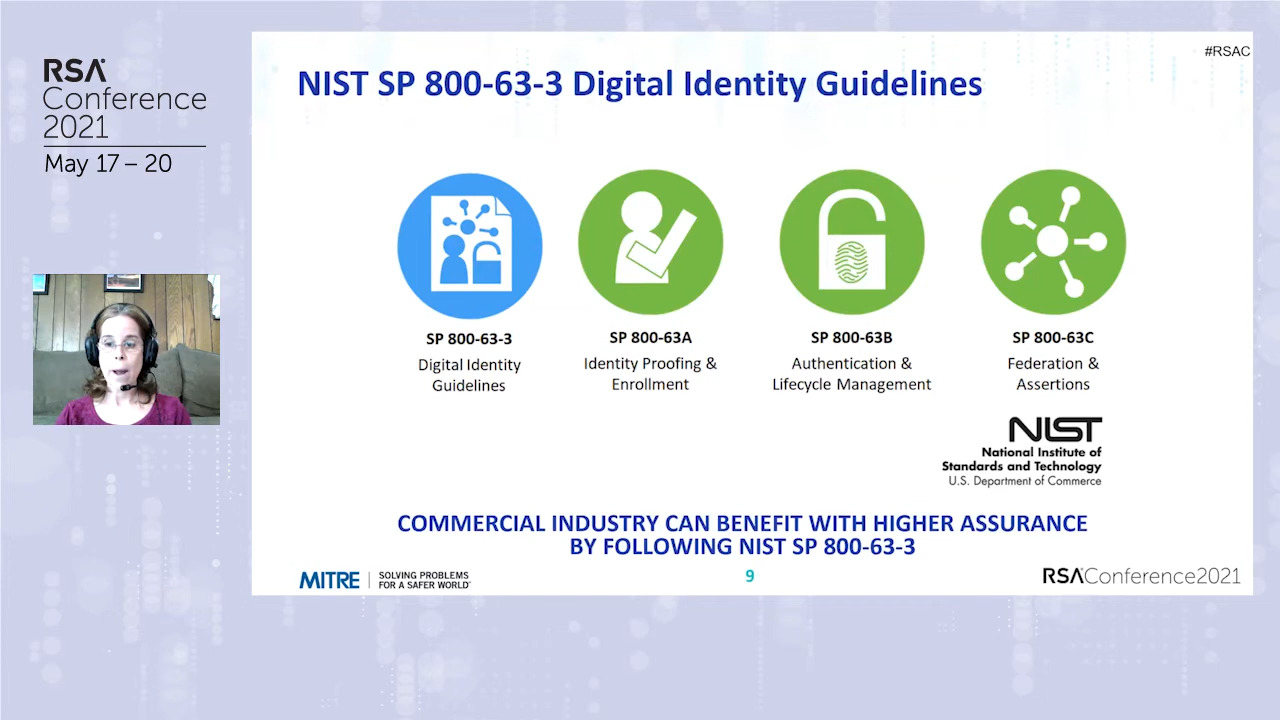 RSA
Conference
2021
May 17 – 20
#RSAC
NIST SP 800-63-3 Digital Identity Guidelines
SP 800-63-3
Digital Identity
Guidelines
SP 800-63A
Identity Proofing &
Enrollment
SP 800-63B
Authentication &
Lifecycle Management
SP 800-63C
Federation &
Assertions
NIST
National Institute of
Standards and Technology
U.S. Department of Commerce
COMMERCIAL INDUSTRY CAN BENEFIT WITH HIGHER ASSURANCE
BY FOLLOWING NIST SP 800-63-3
MITRE
SOLVING PROBLEMS
FOR A SAFER WORLD
9
RSAConference2021